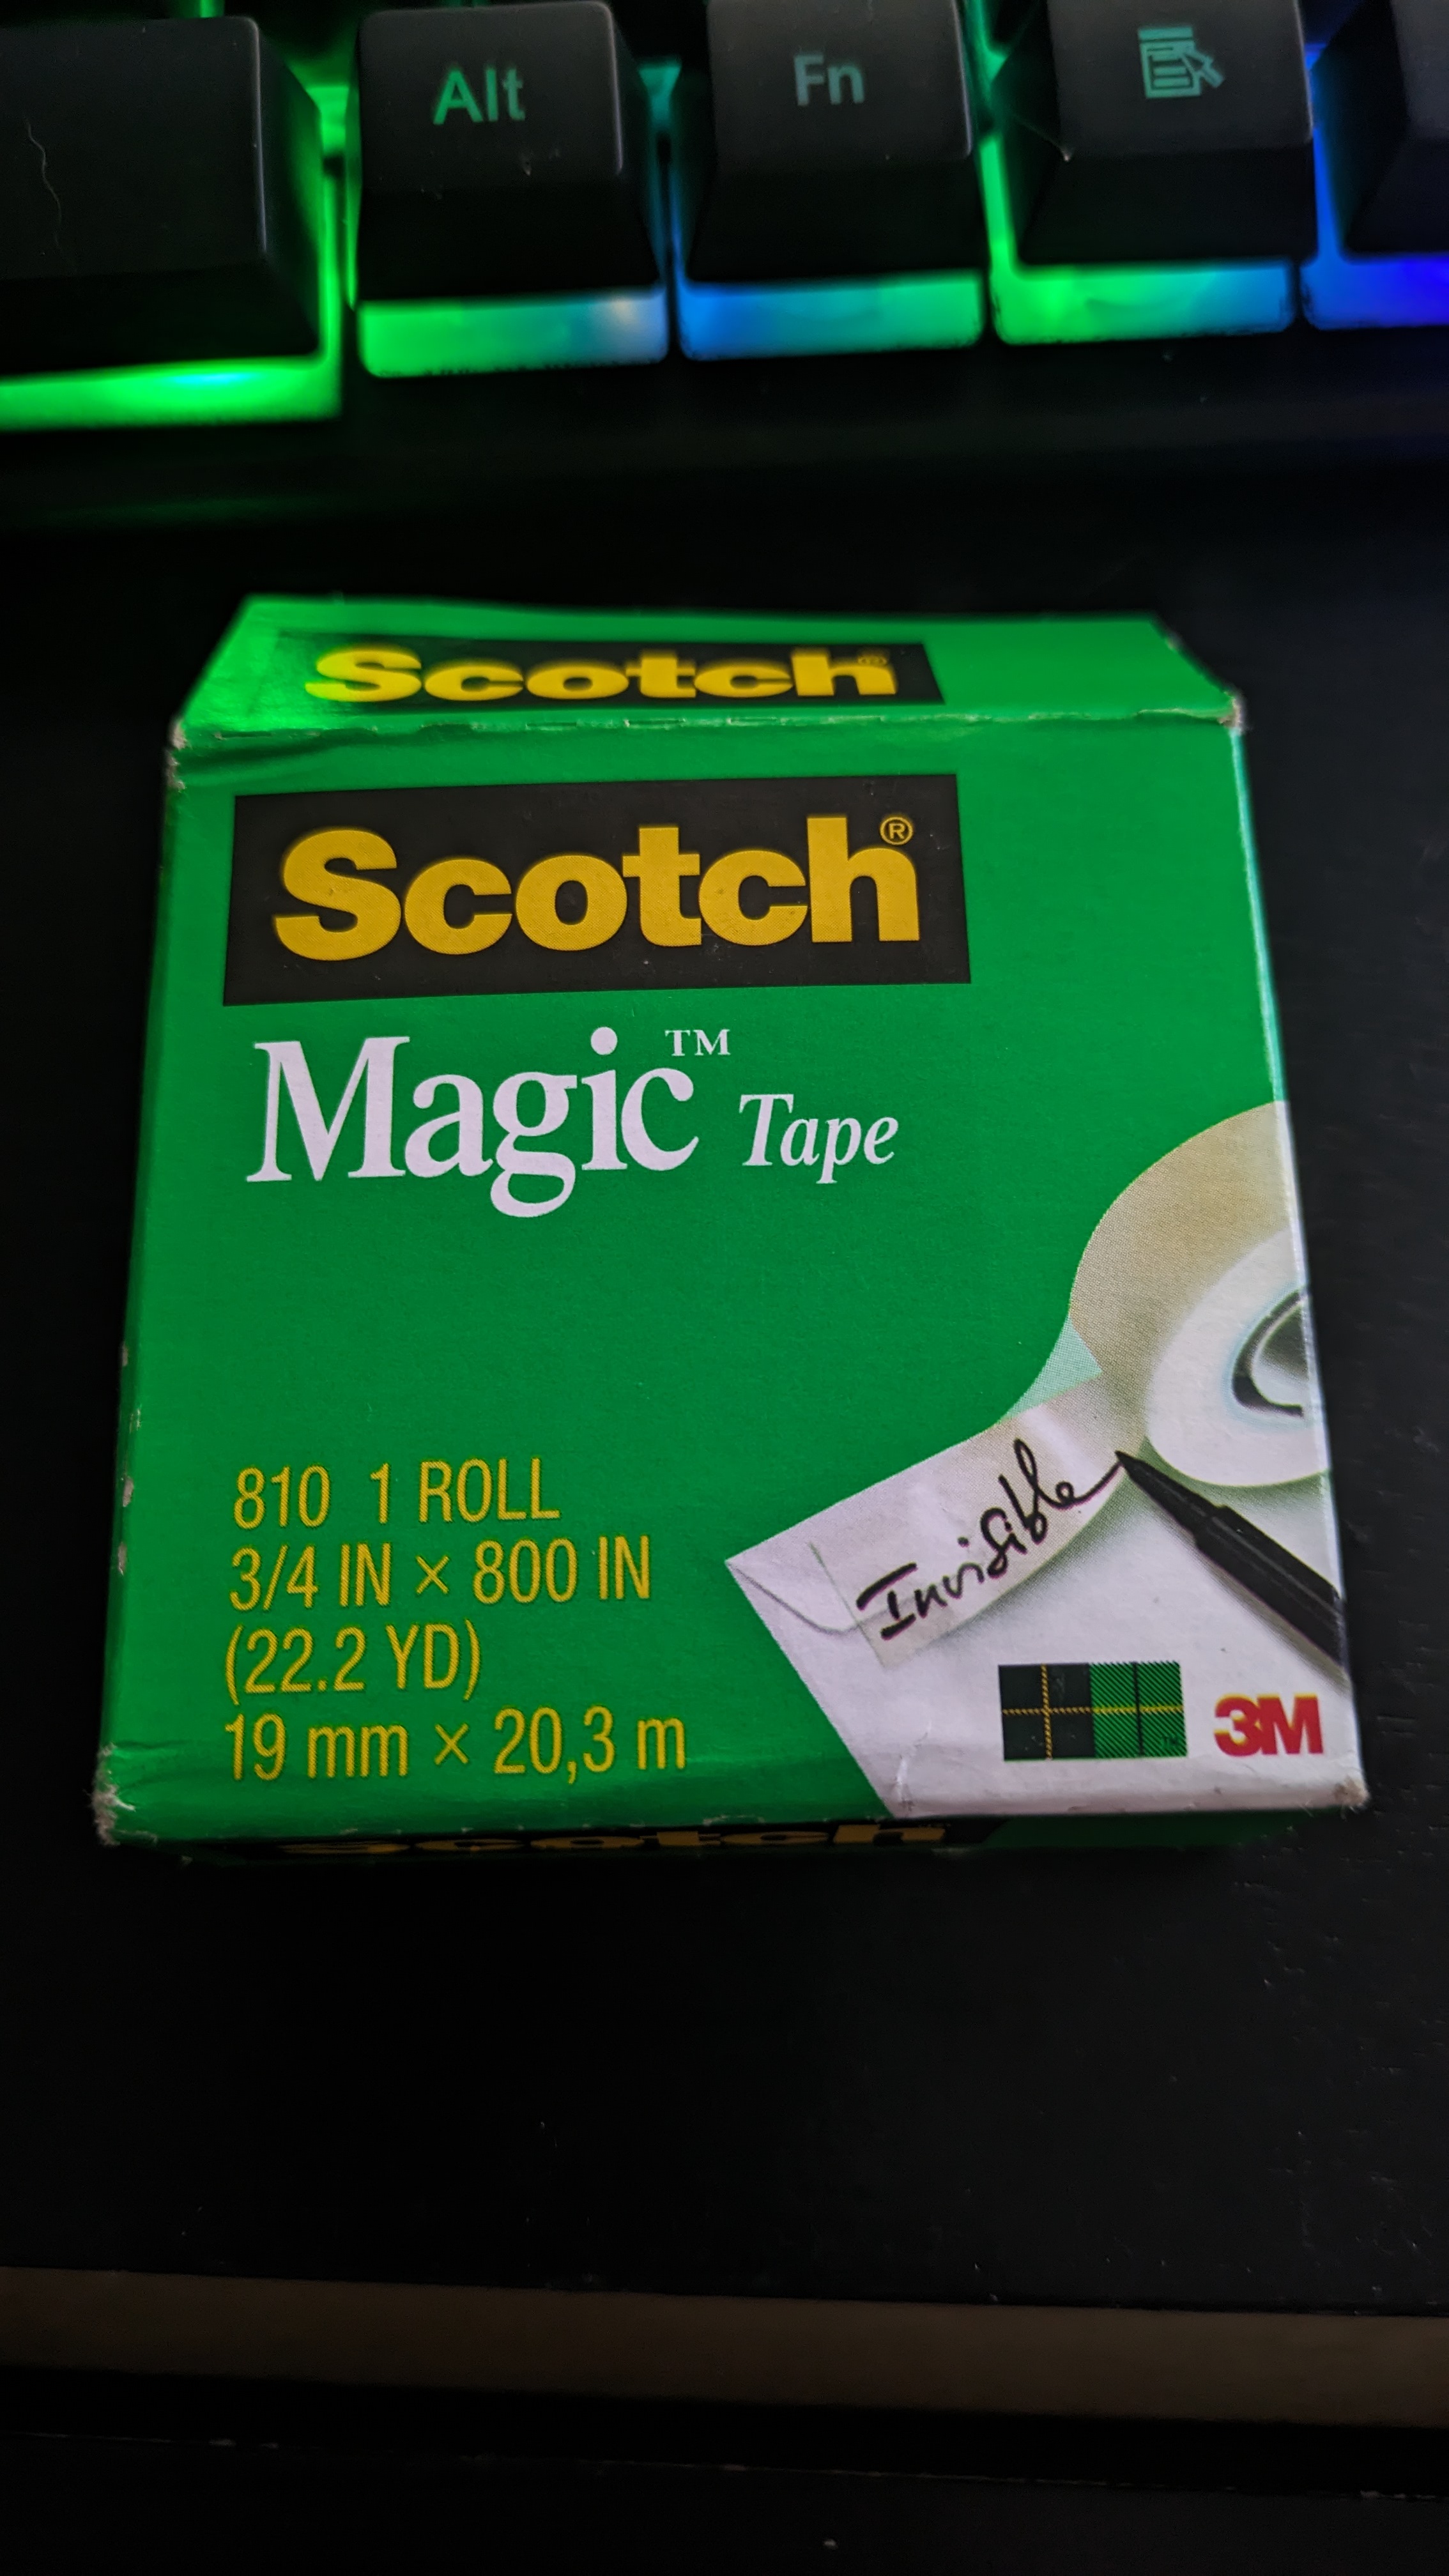 Alt Fn
Scotch®
Scotch®
Magic™ Tape
810 1 ROLL
3/4 IN × 800 IN
(22.2 YD)
19 mm × 20,3 m
Invisible
3M
Scotch